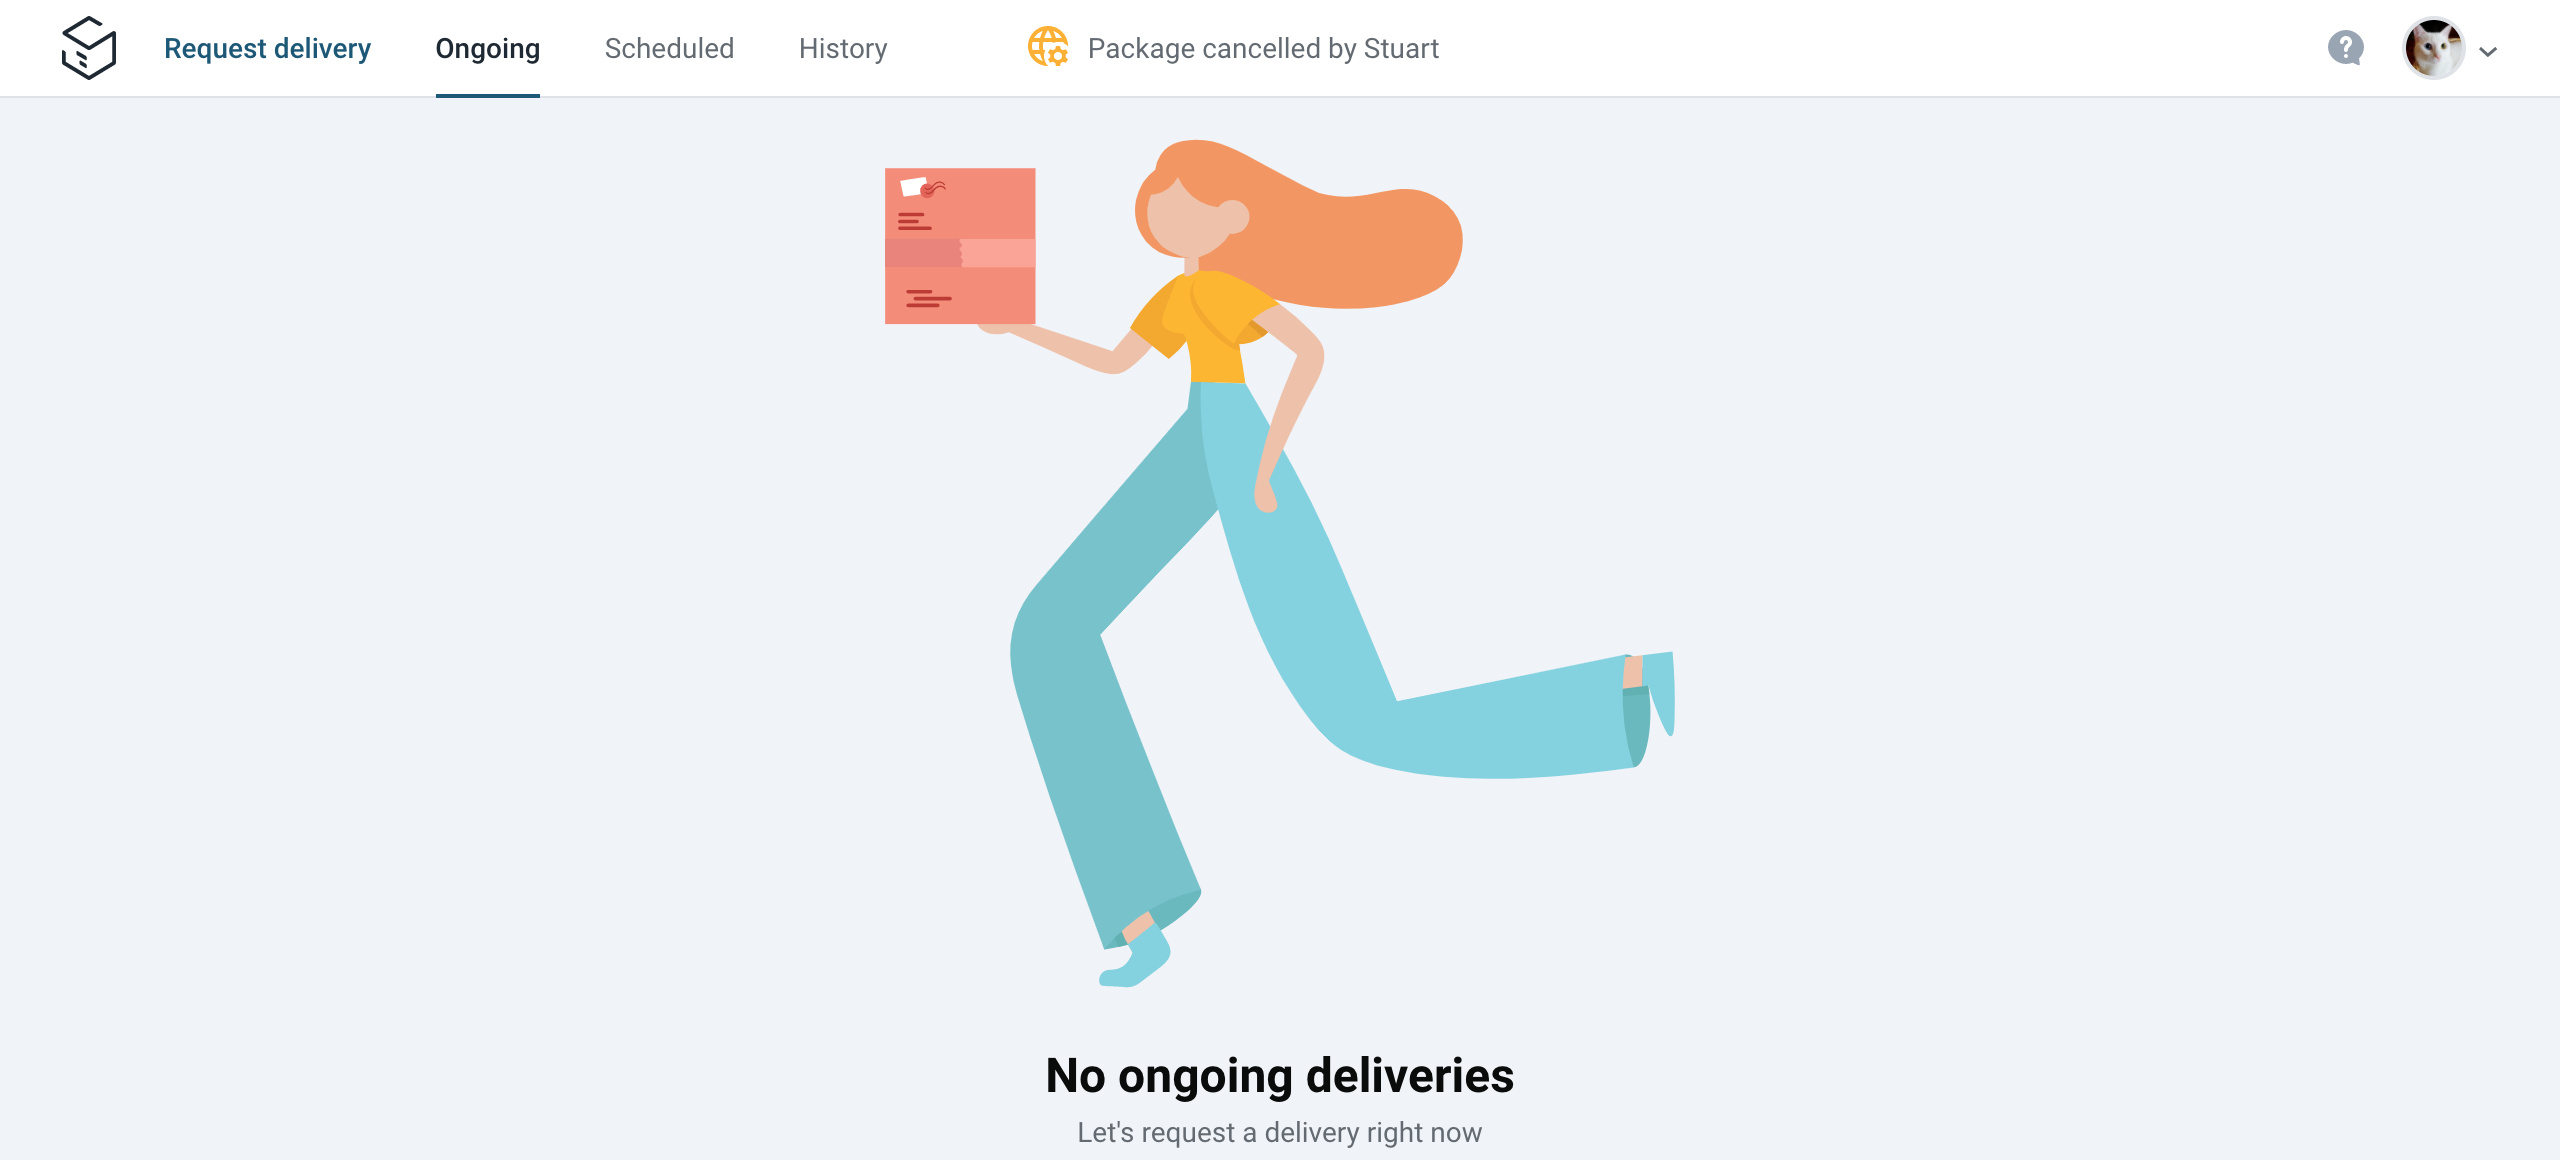 Request delivery
Ongoing
Scheduled
History
Package cancelled by Stuart
No ongoing deliveries
Let's request a delivery right now